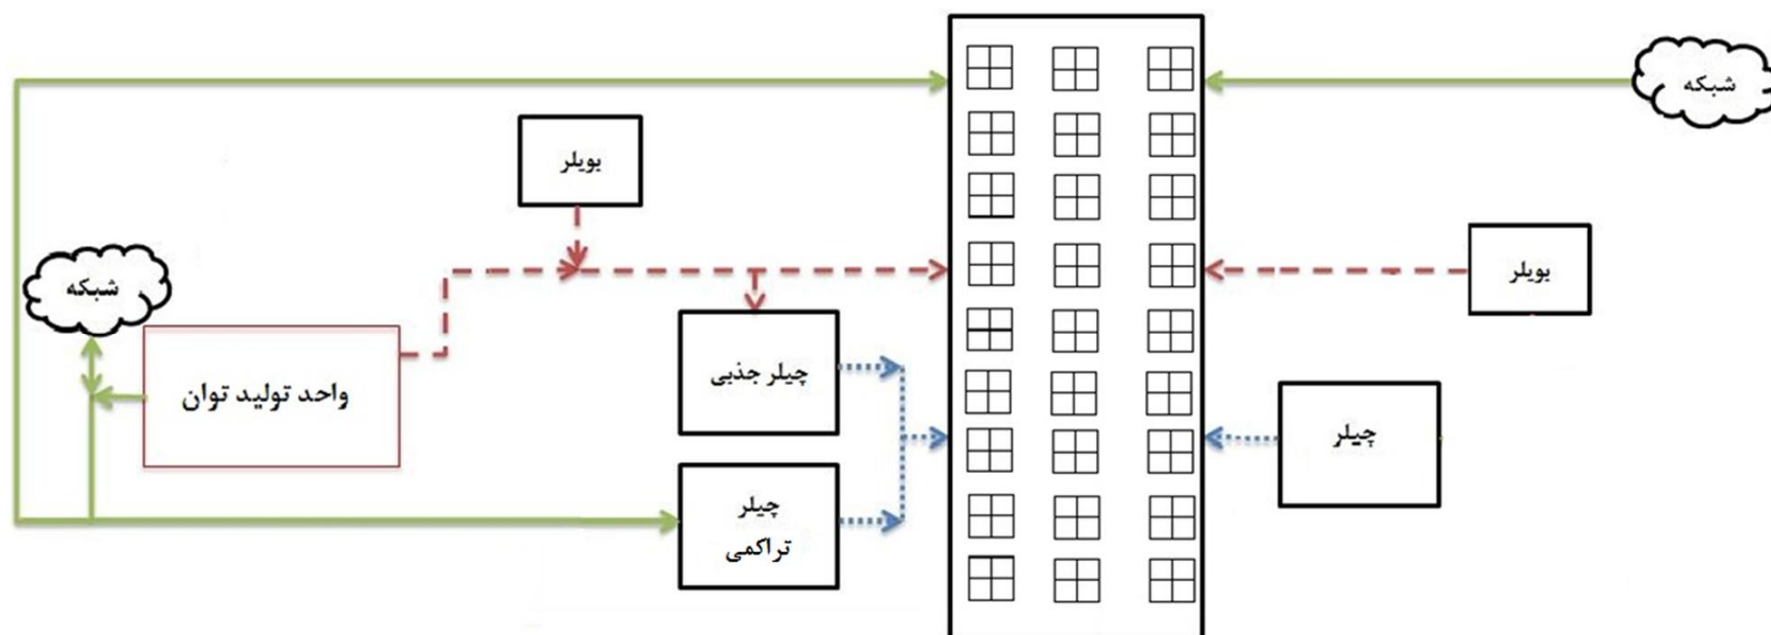 شبکه
بویلر
بویلر
شبکه
واحد تولید توان
چیلر جذبی
چیلر
چیلر
تراکمی